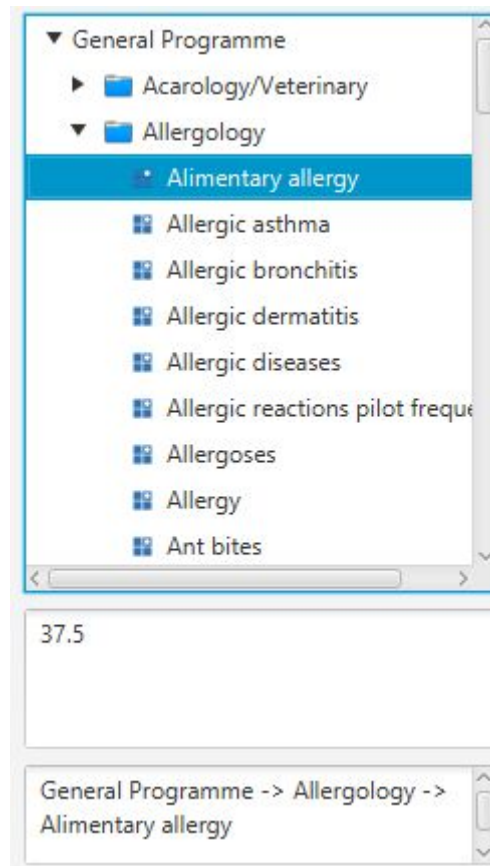 General Programme
Acarology/Veterinary
Allergology
Alimentary allergy
Allergic asthma
Allergic bronchitis
Allergic dermatitis
Allergic diseases
Allergic reactions pilot freque
Allergoses
Allergy
Ant bites
37.5
General Programme -> Allergology ->
Alimentary allergy